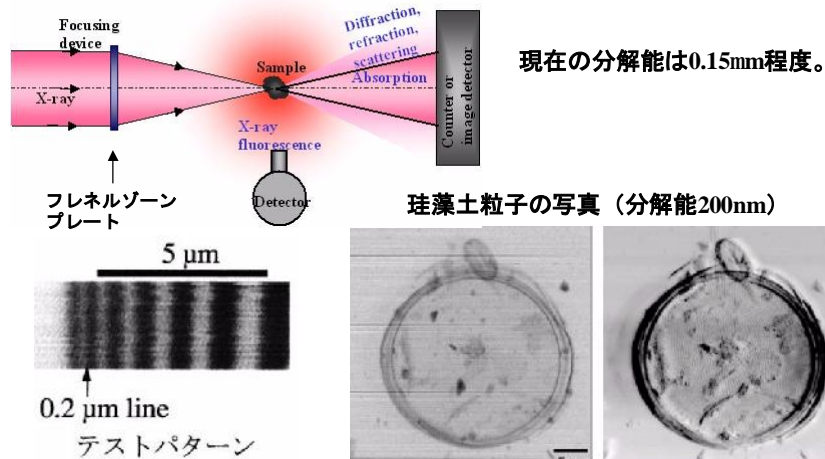 Focusing
device
X-ray
Sample
Diffraction,
refraction,
scattering
Absorption
X-ray
fluorescence
Detector
Counter or
image detector
現在の分解能は0.15mm程度。
フレネルゾーン
プレート
珪藻土粒子の写真（分解能200nm）
5 μm
0.2 μm line
テストパターン